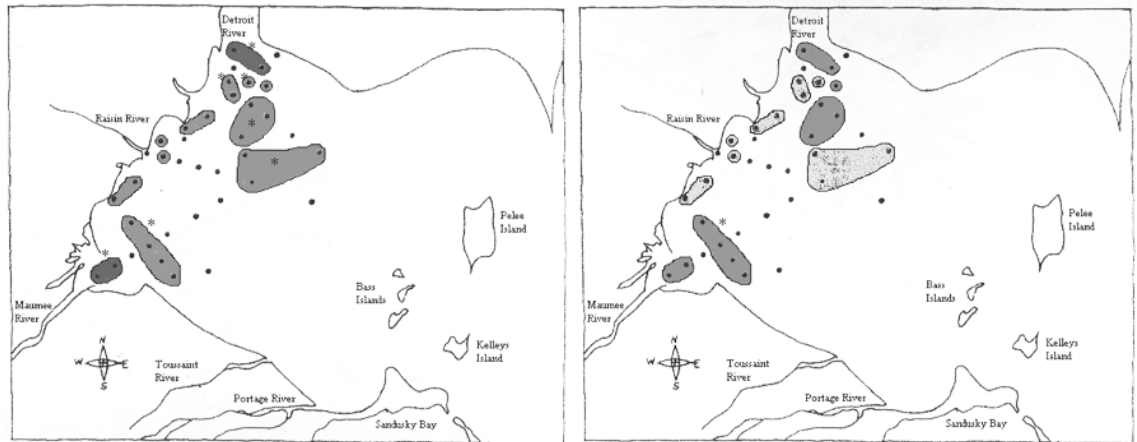 Detroit
River
Raisin River
Pelee
Island
Bass
Islands
Maumee
River
Kelleys
Island
N
W E
S
Toussaint
River
Portage River
Sandusky Bay
Detroit
River
Raisin River
Pelee
Island
Bass
Islands
Maumee
River
Kelleys
Island
N
W E
S
Toussaint
River
Portage River
Sandusky Bay